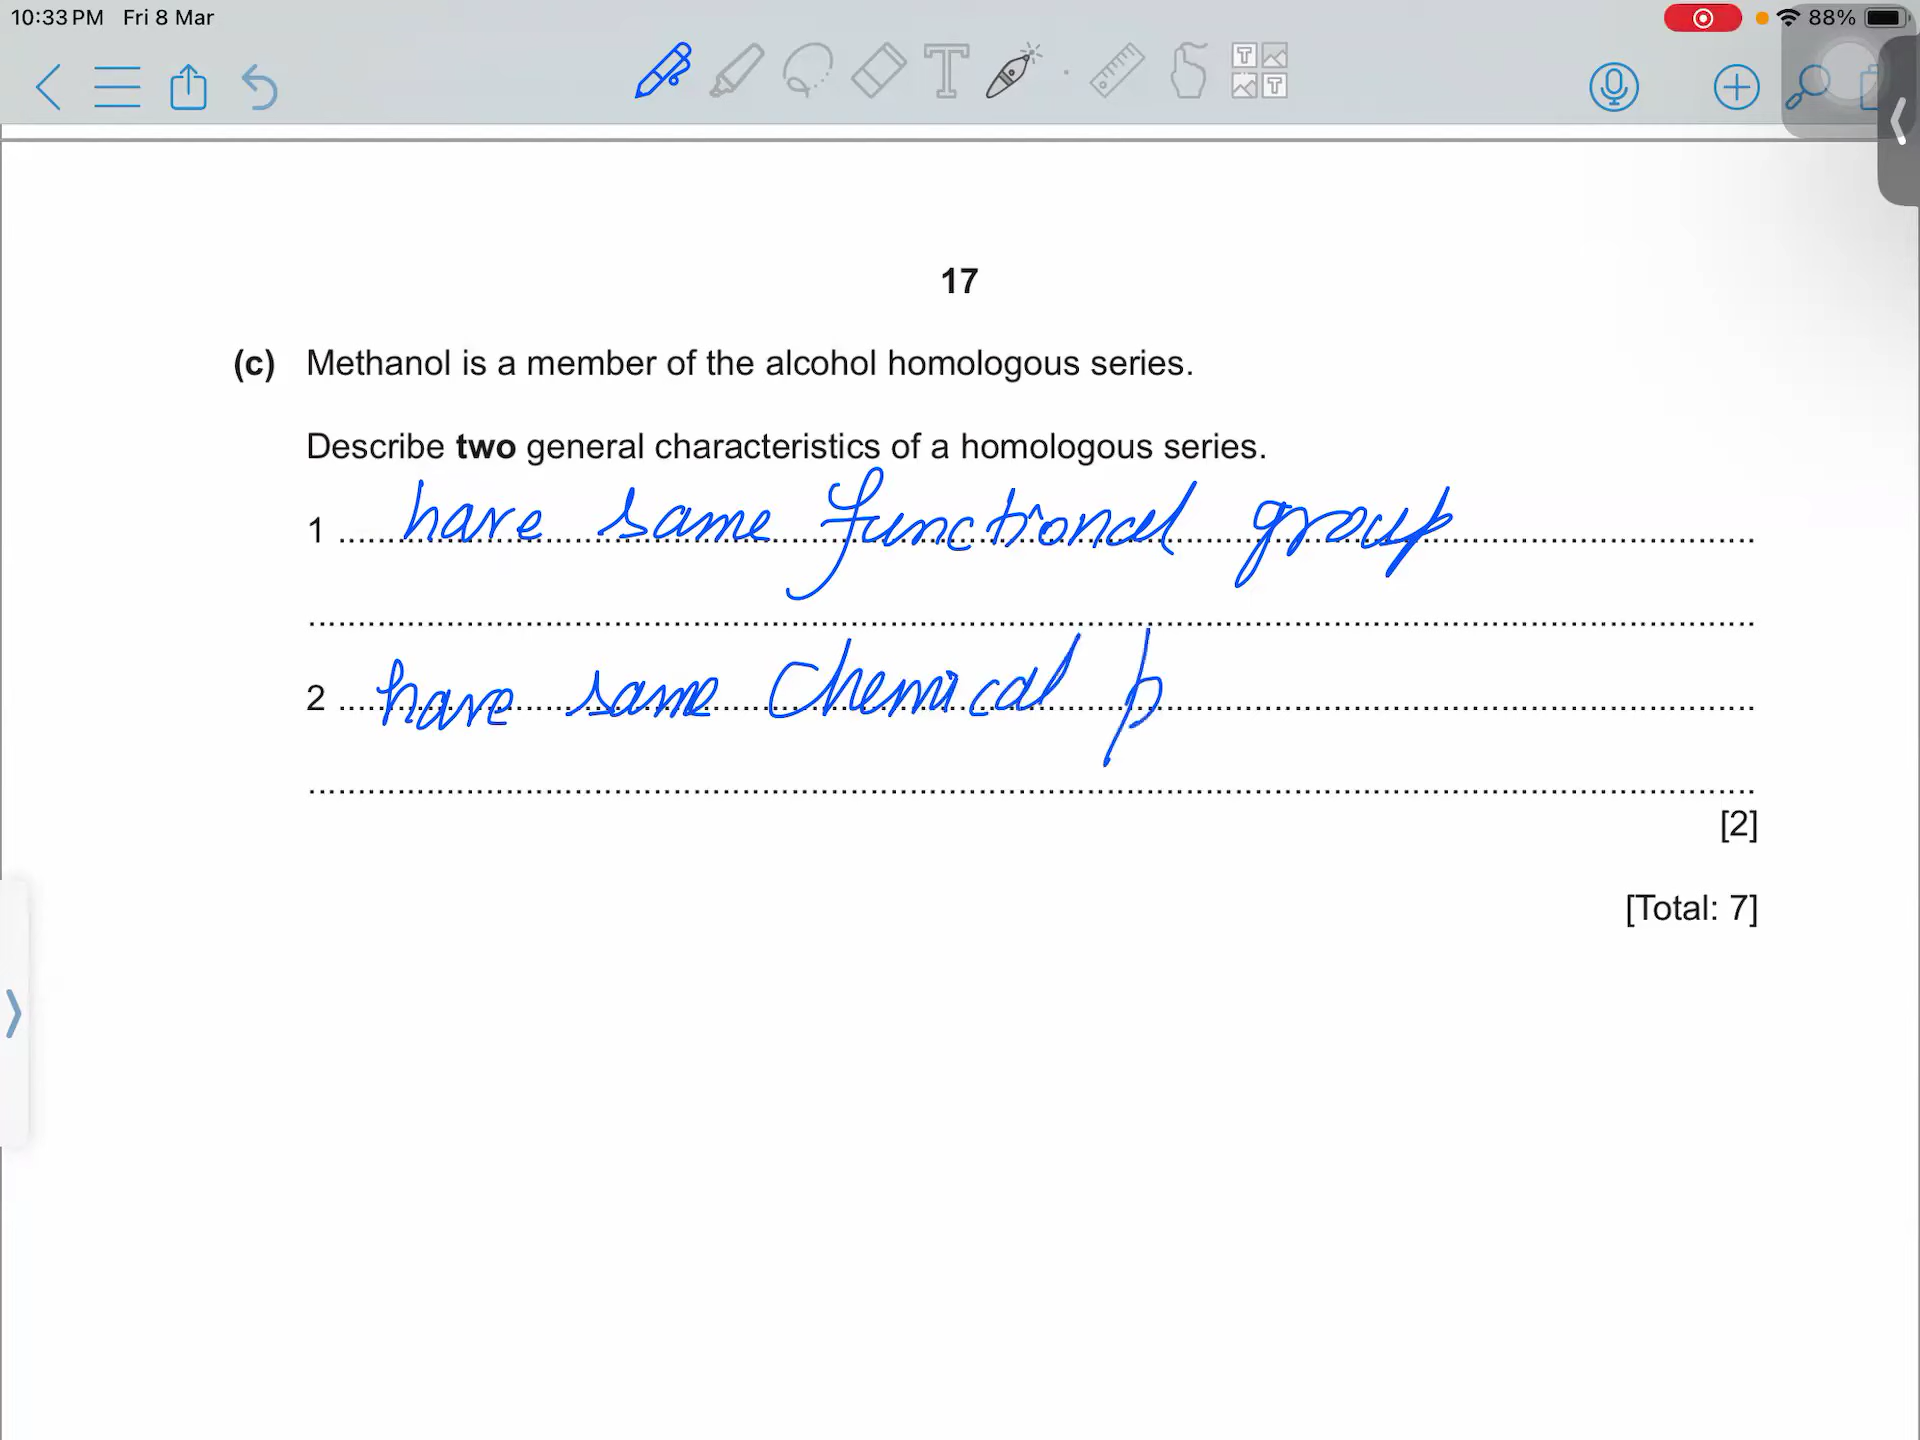 10:33 PM Fri 8 Mar 88%
17
(c) Methanol is a member of the alcohol homologous series.
Describe two general characteristics of a homologous series.
1 have same functional group
2 have same Chemical p
[2]
[Total: 7]